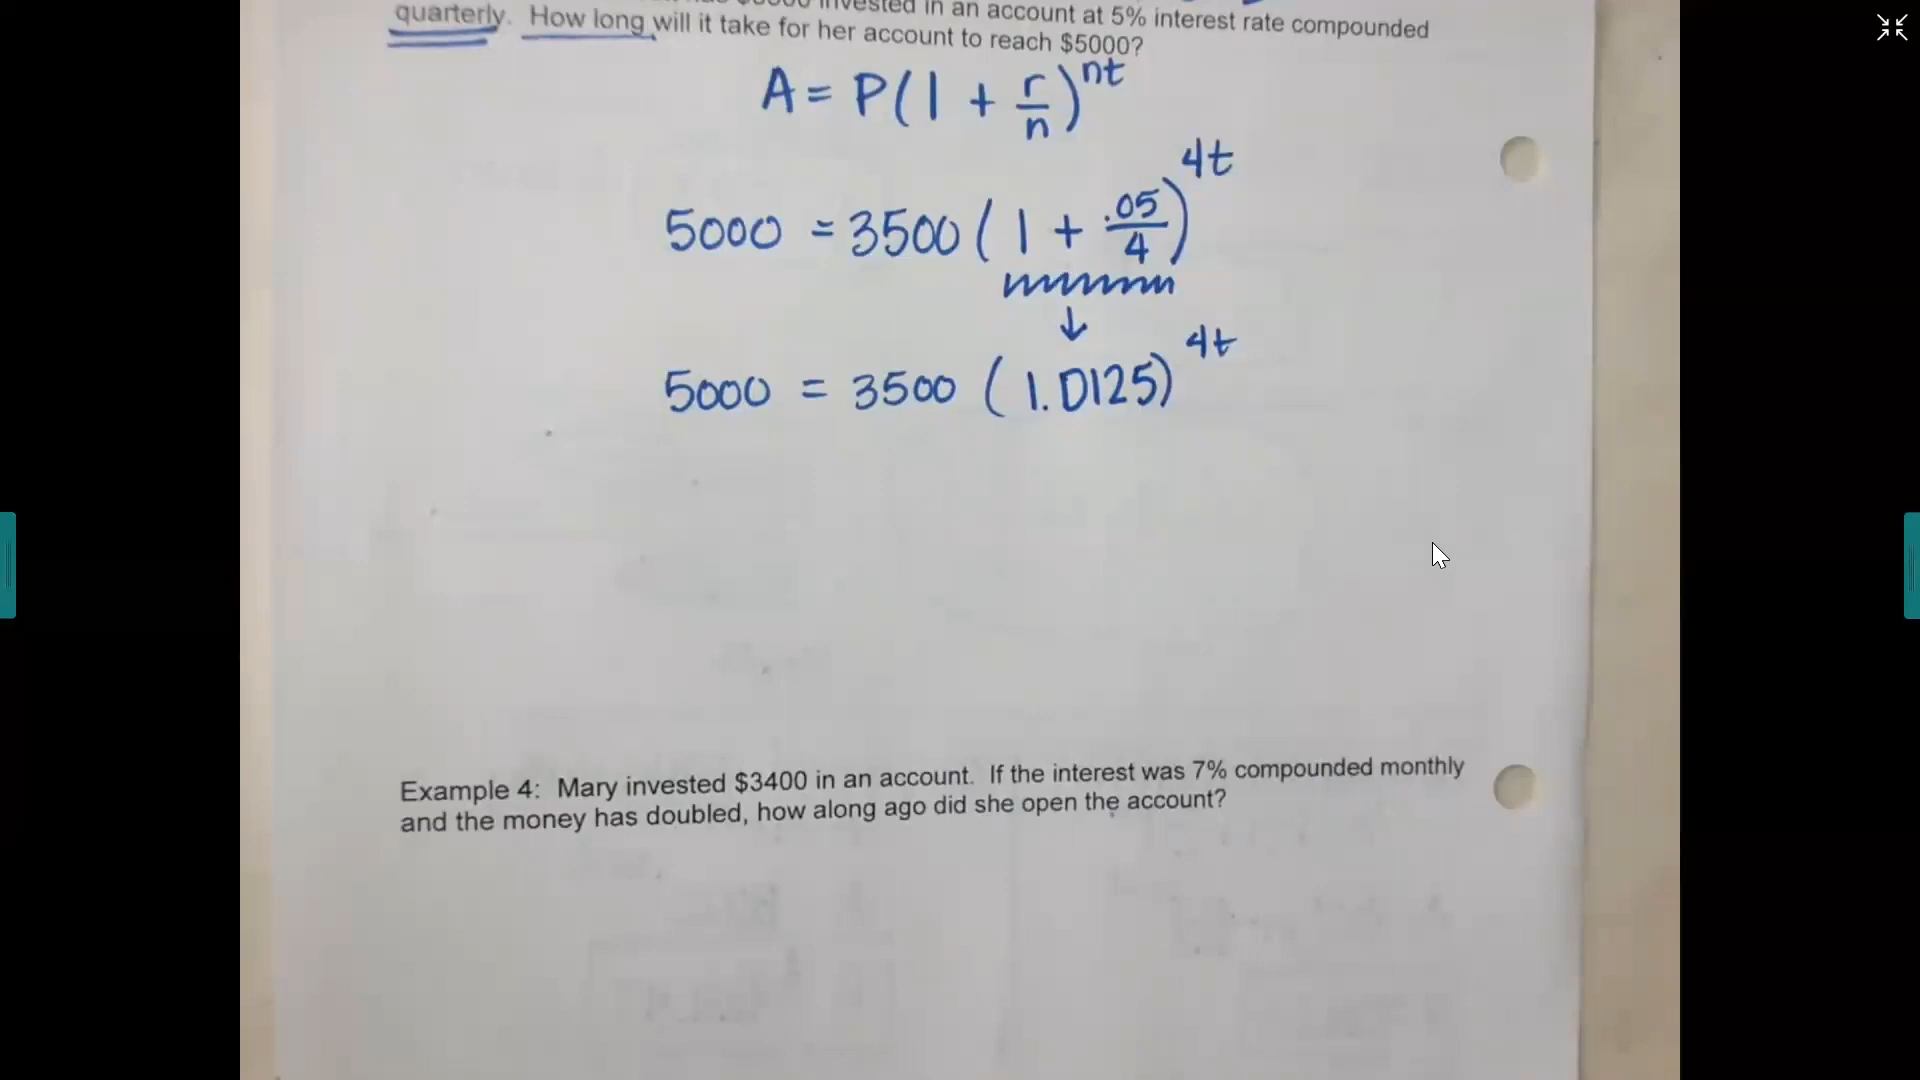 invested in an account at 5% interest rate compounded
quarterly. How long will it take for her account to reach $5000?
A = P(1 + r/n)^nt
5000 = 3500(1 + .05/4)^4t
5000 = 3500 (1.0125)^4t
Example 4: Mary invested $3400 in an account. If the interest was 7% compounded monthly
and the money has doubled, how along ago did she open the account?